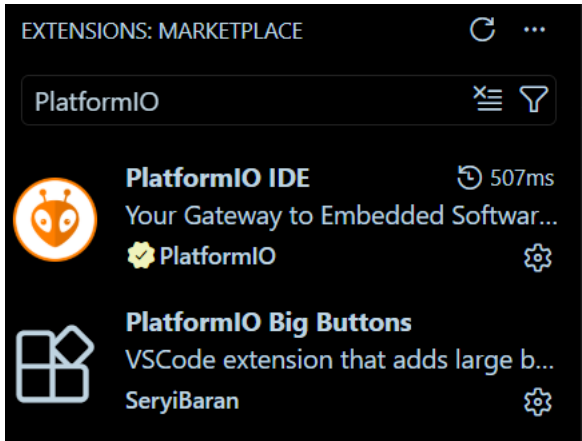 EXTENSIONS: MARKETPLACE
PlatformIO
PlatformIO IDE 507ms
Your Gateway to Embedded Softwar...
PlatformIO
PlatformIO Big Buttons
VSCode extension that adds large b...
SeryiBaran